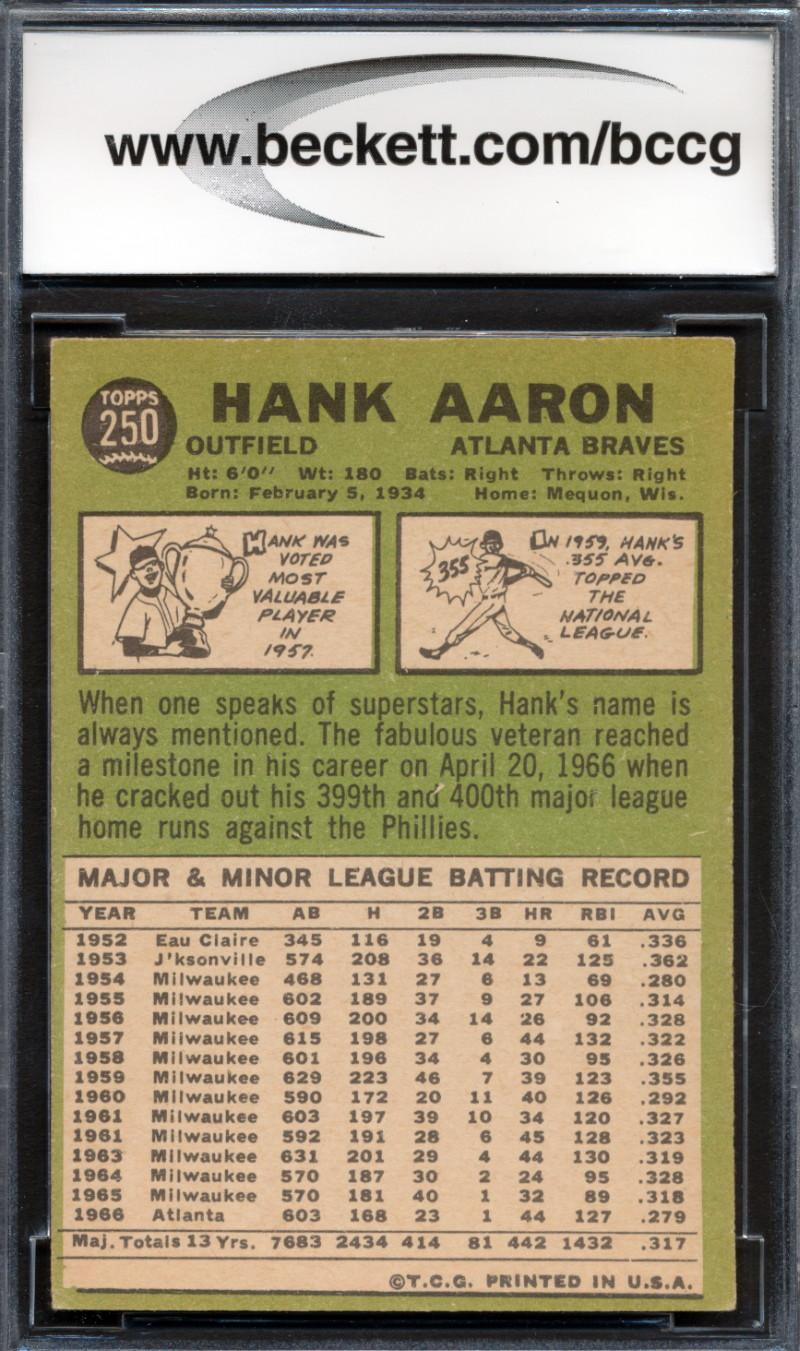 www.beckett.com/bccg
TOPPS
250
HANK AARON
OUTFIELD ATLANTA BRAVES
Ht: 6'0" Wt: 180 Bats: Right Throws: Right
Born: February 5, 1934 Home: Mequon, Wis.
HANK WAS
VOTED
MOST
VALUABLE
PLAYER
IN
1957.
355
IN 1959, HANK'S
.355 AVG.
TOPPED
THE
NATIONAL
LEAGUE.
When one speaks of superstars, Hank's name is
always mentioned. The fabulous veteran reached
a milestone in his career on April 20, 1966 when
he cracked out his 399th and 400th major league
home runs against the Phillies.
MAJOR & MINOR LEAGUE BATTING RECORD
YEAR TEAM AB H 2B 3B HR RBI AVG
1952 Eau Claire 345 116 19 4 9 61 .336
1953 J'ksonville 574 208 36 14 22 125 .362
1954 Milwaukee 468 131 27 6 13 69 .280
1955 Milwaukee 602 189 37 9 27 106 .314
1956 Milwaukee 609 200 34 14 26 92 .328
1957 Milwaukee 615 198 27 6 44 132 .322
1958 Milwaukee 601 196 34 4 30 95 .326
1959 Milwaukee 629 223 46 7 39 123 .355
1960 Milwaukee 590 172 20 11 40 126 .292
1961 Milwaukee 603 197 39 10 34 120 .327
1961 Milwaukee 592 191 28 6 45 128 .323
1963 Milwaukee 631 201 29 4 44 130 .319
1964 Milwaukee 570 187 30 2 24 95 .328
1965 Milwaukee 570 181 40 1 32 89 .318
1966 Atlanta 603 168 23 1 44 127 .279
Maj. Totals 13 Yrs. 7683 2434 414 81 442 1432 .317
©T.C.G. PRINTED IN U.S.A.